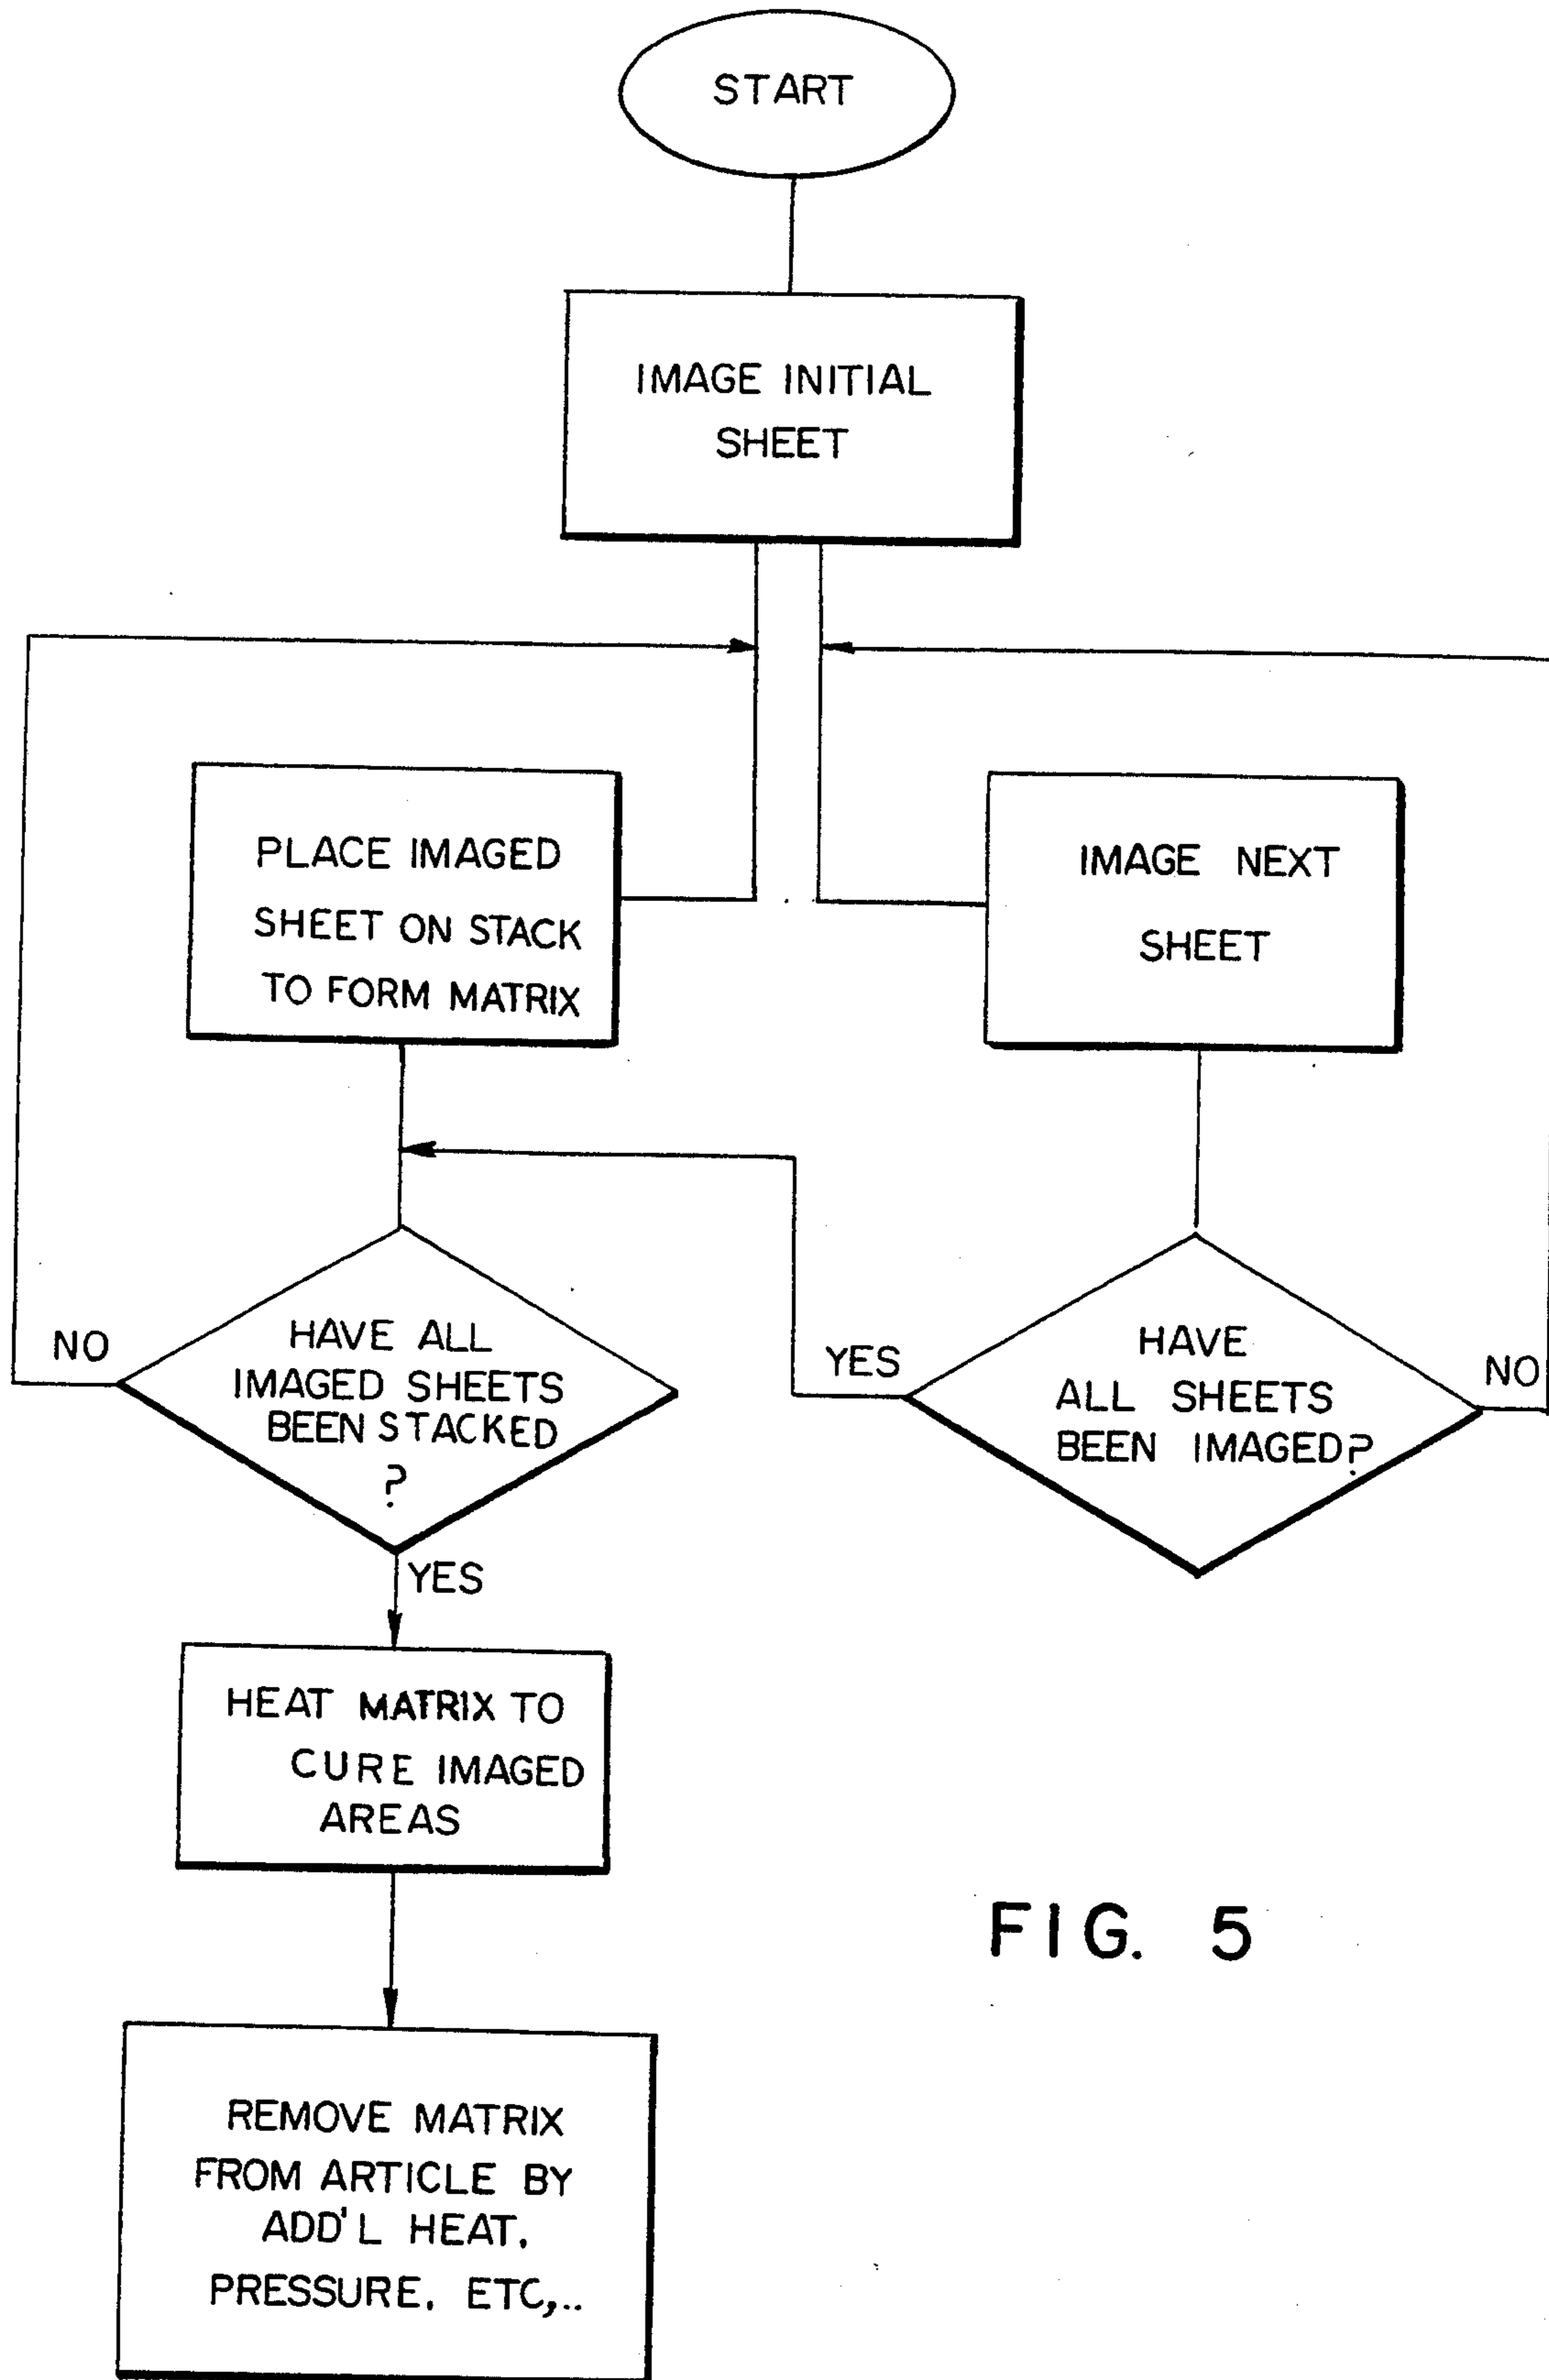 START
IMAGE INITIAL
SHEET
PLACE IMAGED
SHEET ON STACK
TO FORM MATRIX
IMAGE NEXT
SHEET
HAVE ALL
IMAGED SHEETS
BEEN STACKED
?
NO
YES
HAVE
ALL SHEETS
BEEN IMAGED?
YES
NO
HEAT MATRIX TO
CURE IMAGED
AREAS
REMOVE MATRIX
FROM ARTICLE BY
ADD'L HEAT.
PRESSURE. ETC,..
FIG. 5